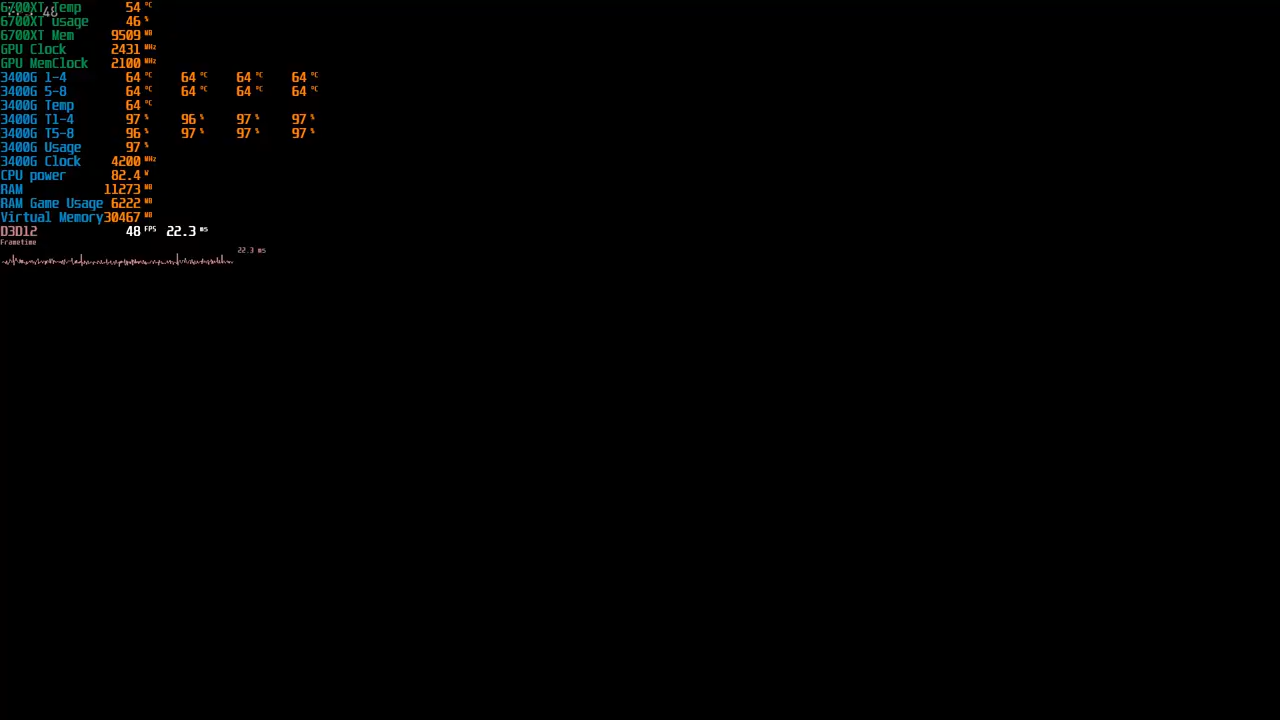 6700XT Temp 54 °C
48
6700XT usage 46 %
6700XT Mem 9509 MB
GPU Clock 2431 MHz
GPU MemClock 2100 MHz
3400G 1-4 64 °C 64 °C 64 °C 64 °C
3400G 5-8 64 °C 64 °C 64 °C 64 °C
3400G Temp 64 °C
3400G T1-4 97 % 96 % 97 % 97 %
3400G T5-8 96 % 97 % 97 % 97 %
3400G Usage 97 %
3400G Clock 4200 MHz
CPU power 82.4 W
RAM 11273 MB
RAM Game Usage 6222 MB
Virtual Memory 30467 MB
D3D12 48 FPS 22.3 ms
Frametime
22.3 ms